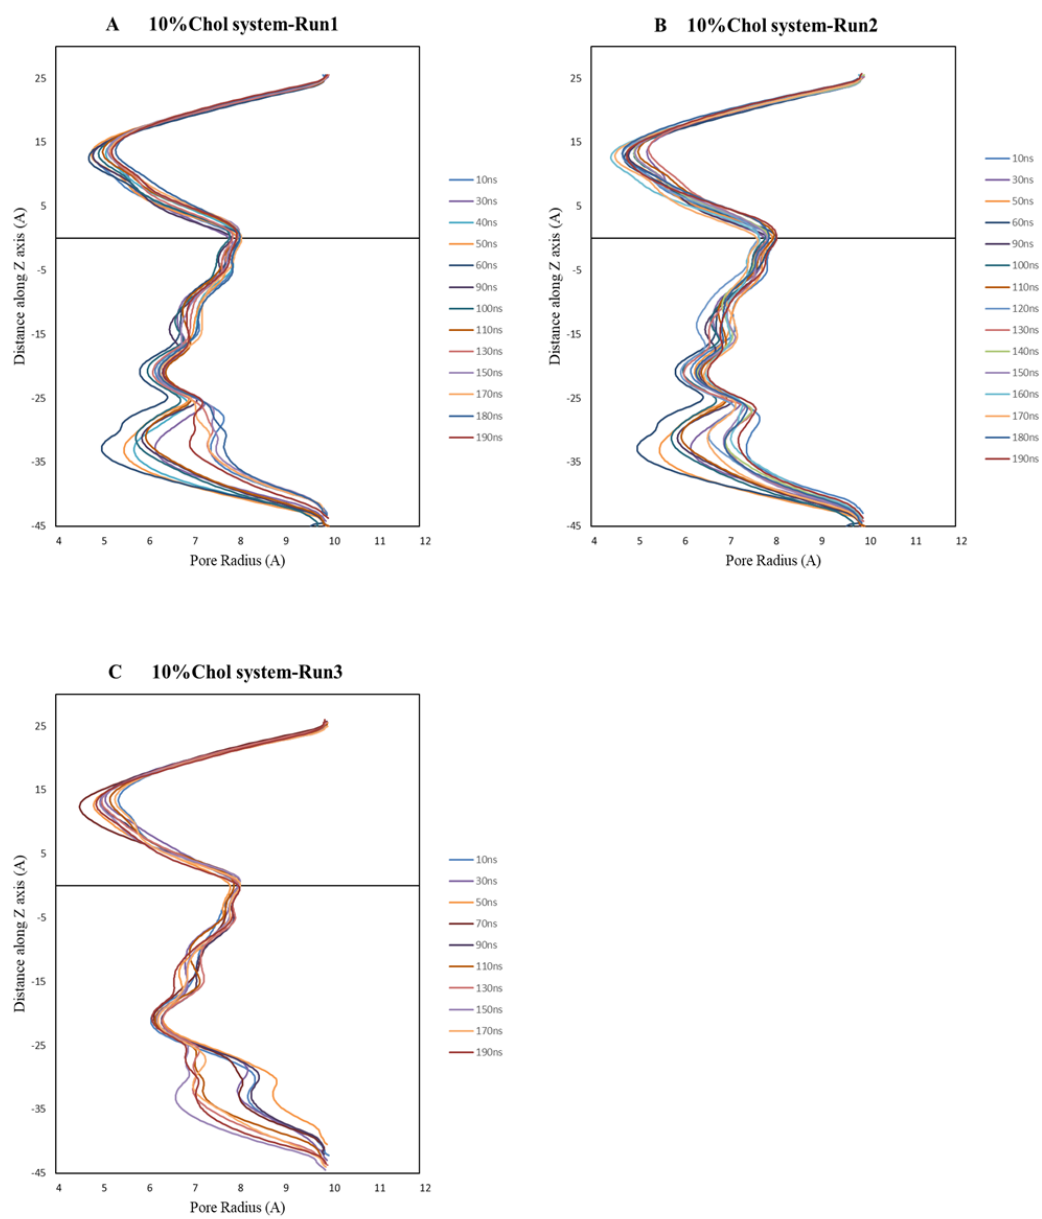 A 10%Chol system-Run1
25
15
5
-5
-15
-25
-35
-45
Distance along Z axis (A)
4 5 6 7 8 9 10 11 12
Pore Radius (A)
10ns
30ns
40ns
50ns
60ns
90ns
100ns
110ns
130ns
150ns
170ns
180ns
190ns
B 10%Chol system-Run2
25
15
5
-5
-15
-25
-35
-45
Distance along Z axis (A)
4 5 6 7 8 9 10 11 12
Pore Radius (A)
10ns
30ns
50ns
60ns
90ns
100ns
110ns
120ns
130ns
140ns
150ns
160ns
170ns
180ns
190ns
C 10%Chol system-Run3
25
15
5
-5
-15
-25
-35
-45
Distance along Z axis (A)
4 5 6 7 8 9 10 11 12
Pore Radius (A)
10ns
30ns
50ns
70ns
90ns
110ns
130ns
150ns
170ns
190ns